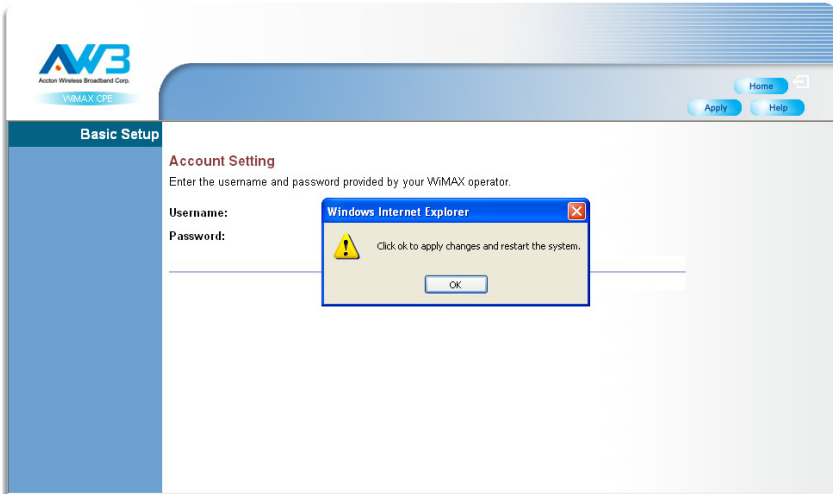 AWB
Accton Wireless Broadband Corp.
WiMAX CPE
Home
Apply
Help
Basic Setup
Account Setting
Enter the username and password provided by your WiMAX operator.
Username:
Password:
Windows Internet Explorer
Click ok to apply changes and restart the system.
OK